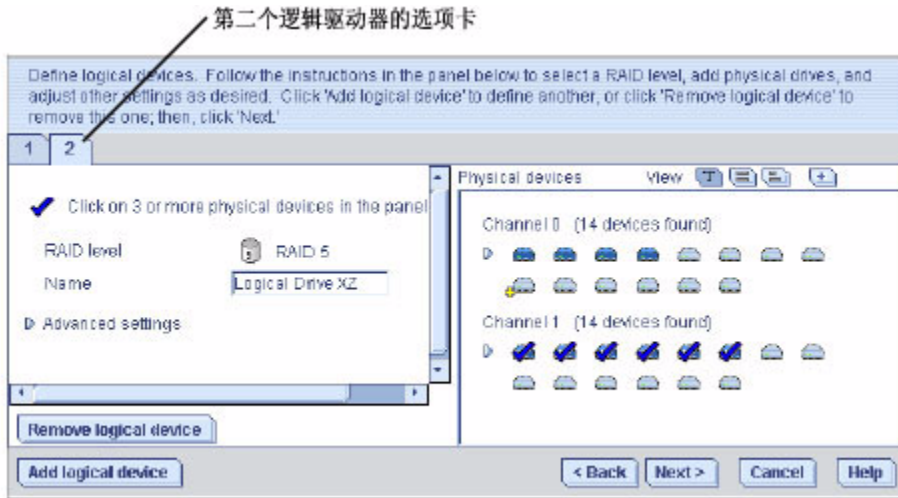 第二个逻辑驱动器的选项卡
Define logical devices. Follow the instructions in the panel below to select a RAID level, add physical drives, and
adjust other settings as desired. Click 'Add logical device' to define another, or click 'Remove logical device' to
remove this one; then, click 'Next.'
1 2
Physical devices View T
Click on 3 or more physical devices in the panel
RAID level RAID 5
Name Logical Drive XZ
Advanced settings
Channel 0 (14 devices found)
Channel 1 (14 devices found)
Remove logical device
Add logical device < Back Next > Cancel Help